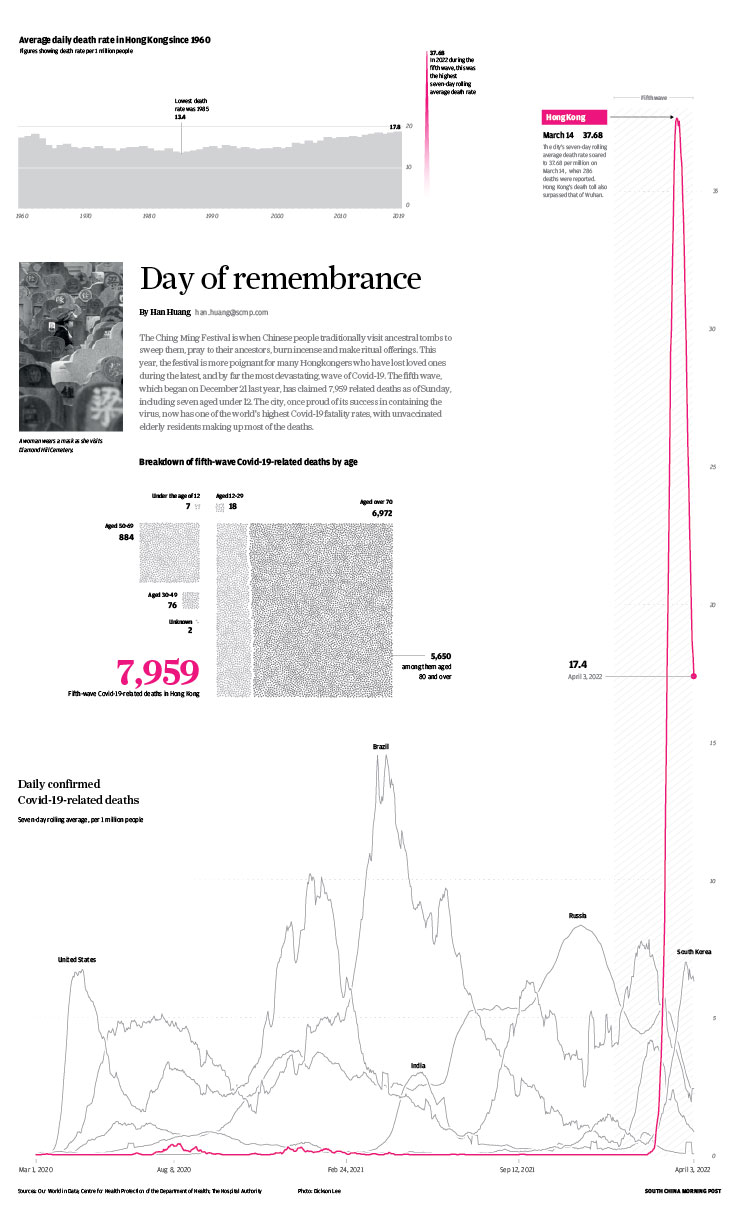 Average daily death rate in Hong Kong since 1960
Figures showing death rate per 1 million people
37.68
In 2022 during the
fifth wave, this was
the highest
seven-day rolling
average death rate
Lowest death
rate was 1985
13.4
17.8
20
10
0
1960
1970
1980
1990
2000
2010
2019
Fifth wave
Hong Kong
March 14 37.68
The city's seven-day rolling
average death rate soared
to 37.68 per million on
March 14, when 286
deaths were reported.
Hong Kong's death toll also
surpassed that of Wuhan.
35
30
25
20
15
10
5
0
Day of remembrance
By Han Huang han.huang@scmp.com
The Ching Ming Festival is when Chinese people traditionally visit ancestral tombs to
sweep them, pray to their ancestors, burn incense and make ritual offerings. This
year, the festival is more poignant for many Hongkongers who have lost loved ones
during the latest, and by far the most devastating, wave of Covid-19. The fifth wave,
which began on December 21 last year, has claimed 7,959 related deaths as of Sunday,
including seven aged under 12. The city, once proud of its success in containing the
virus, now has one of the world's highest Covid-19 fatality rates, with unvaccinated
elderly residents making up most of the deaths.
梁
A woman wears a mask as she visits
Diamond Hill Cemetery.
Breakdown of fifth-wave Covid-19-related deaths by age
Under the age of 12
7
Aged 12-29
18
Aged over 70
6,972
Aged 50-69
884
Aged 30-49
76
Unknown
2
7,959
Fifth-wave Covid-19-related deaths in Hong Kong
5,650
among them aged
80 and over
17.4
April 3, 2022
Daily confirmed
Covid-19-related deaths
Seven-day rolling average, per 1 million people
Brazil
Russia
United States
South Korea
India
Mar 1, 2020
Aug 8, 2020
Feb 24, 2021
Sep 12, 2021
April 3, 2022
Sources: Our World in Data; Centre for Health Protection of the Department of Health; The Hospital Authority
Photo: Dickson Lee
SOUTH CHINA MORNING POST